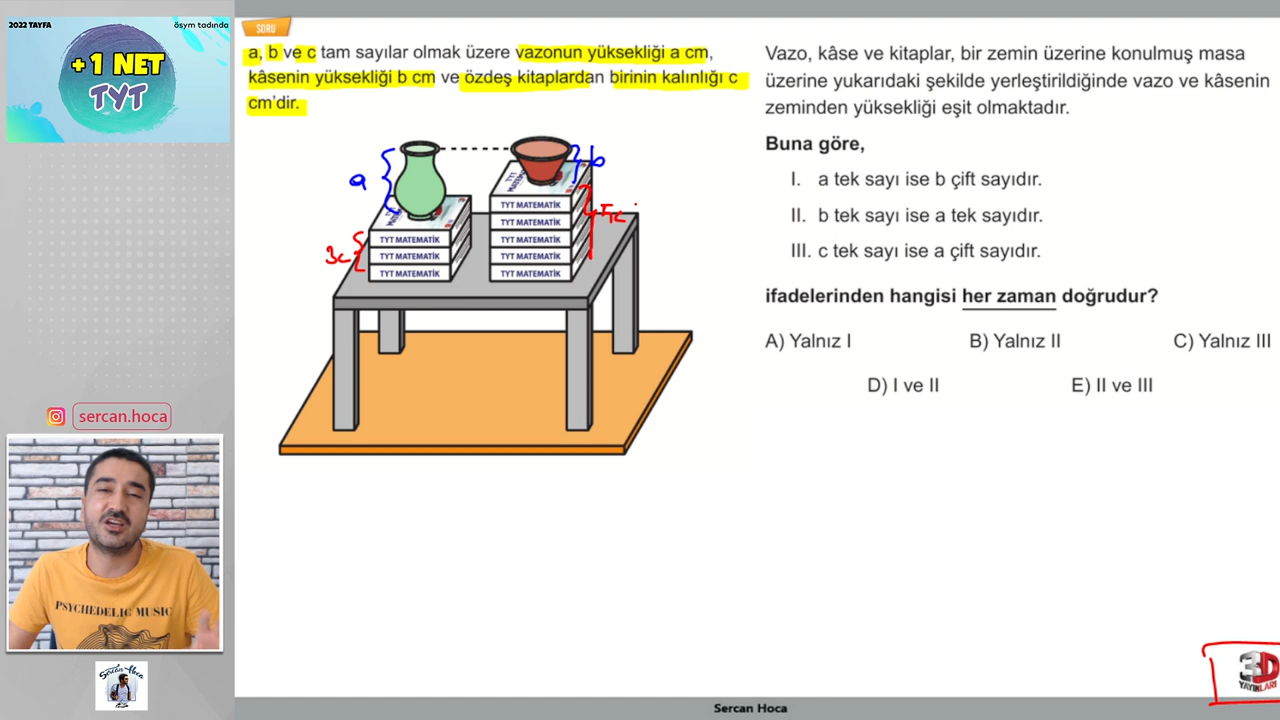 2022 TAYFA
ösym tadında
+1 NET
TYT
SORU
a, b ve c tam sayılar olmak üzere vazonun yüksekliği a cm,
kâsenin yüksekliği b cm ve özdeş kitaplardan birinin kalınlığı c
cm'dir.
a
b
3c
5c
TYT MATEMATİK
TYT MATEMATİK
TYT MATEMATİK
TYT MATEMATİK
TYT MATEMATİK
TYT MATEMATİK
TYT MATEMATİK
TYT MATEMATİK
Vazo, kâse ve kitaplar, bir zemin üzerine konulmuş masa
üzerine yukarıdaki şekilde yerleştirildiğinde vazo ve kâsenin
zeminden yüksekliği eşit olmaktadır.
Buna göre,
I. a tek sayı ise b çift sayıdır.
II. b tek sayı ise a tek sayıdır.
III. c tek sayı ise a çift sayıdır.
ifadelerinden hangisi her zaman doğrudur?
A) Yalnız I
B) Yalnız II
C) Yalnız III
D) I ve II
E) II ve III
sercan.hoca
PSYCHEDELIC MUSIC
Sercan Hoca
3D
YAYINLARI
Sercan Hoca